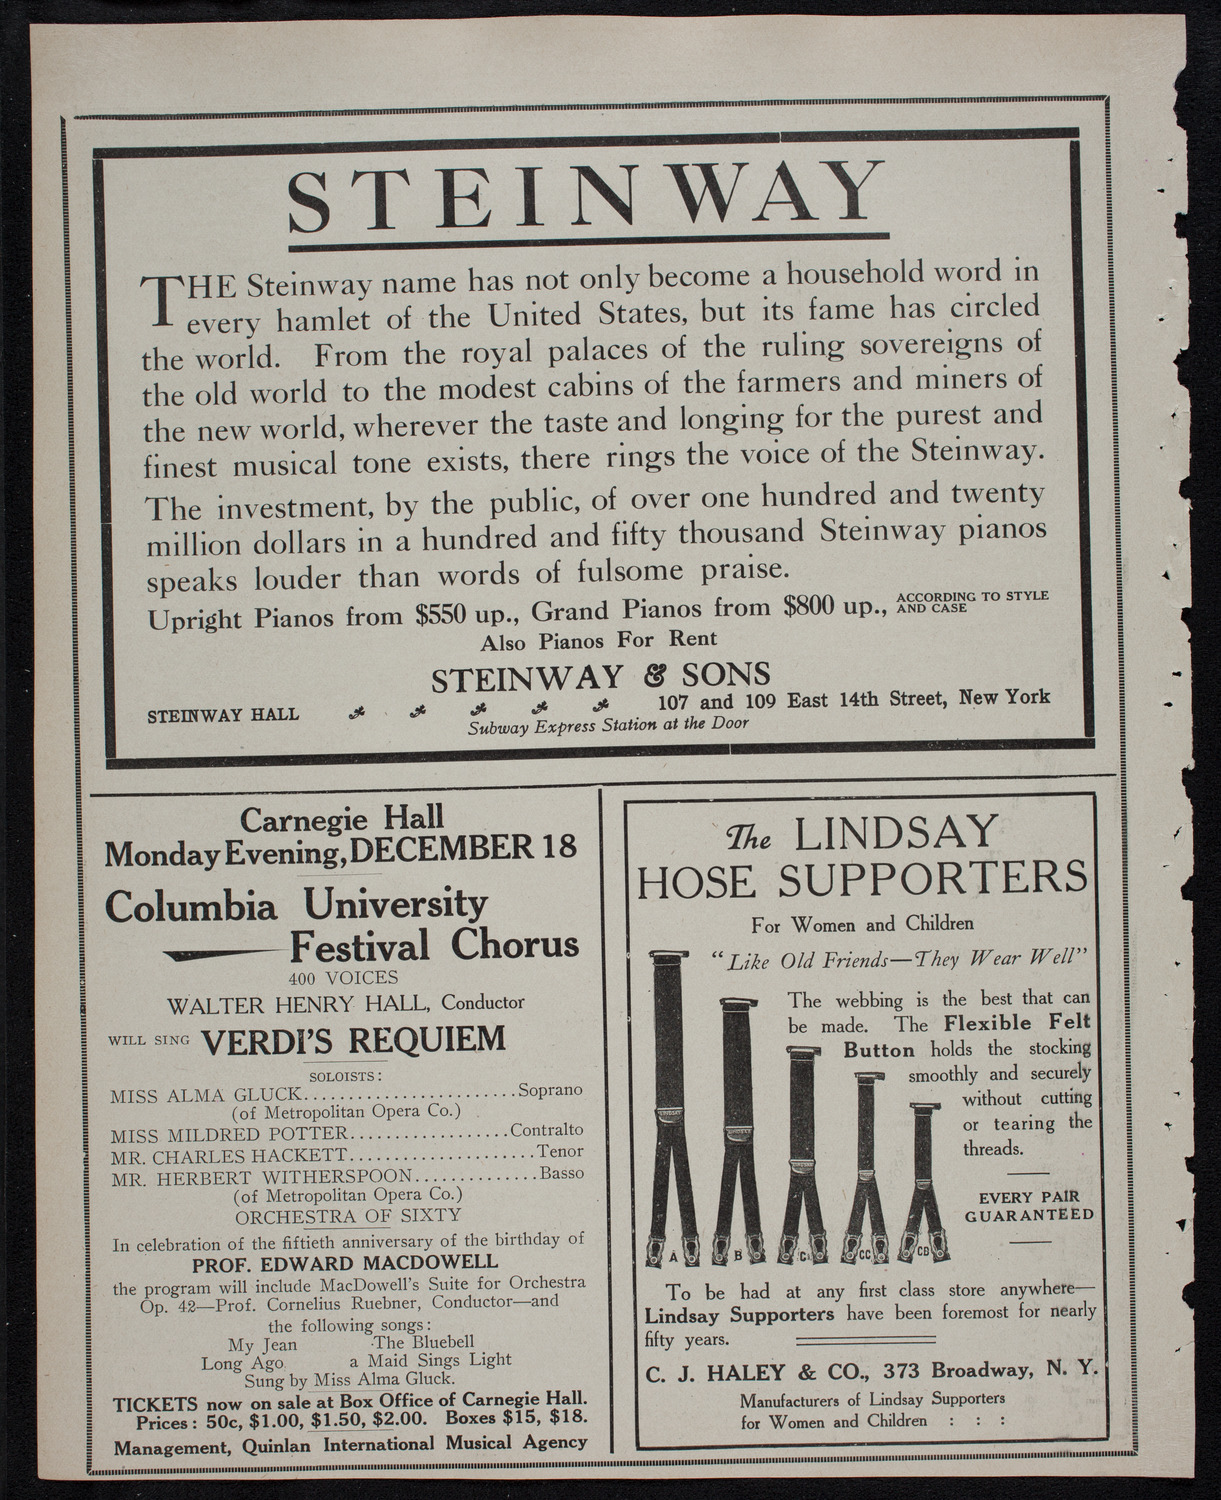 STEINWAY
THE Steinway name has not only become a household word in
every hamlet of the United States, but its fame has circled
the world. From the royal palaces of the ruling sovereigns of
the old world to the modest cabins of the farmers and miners of
the new world, wherever the taste and longing for the purest and
finest musical tone exists, there rings the voice of the Steinway.
The investment, by the public, of over one hundred and twenty
million dollars in a hundred and fifty thousand Steinway pianos
speaks louder than words of fulsome praise.
Upright Pianos from $550 up., Grand Pianos from $800 up., ACCORDING TO STYLE AND CASE
Also Pianos For Rent
STEINWAY & SONS
STEINWAY HALL 107 and 109 East 14th Street, New York
Subway Express Station at the Door
Carnegie Hall
Monday Evening, DECEMBER 18
Columbia University
Festival Chorus
400 VOICES
WALTER HENRY HALL, Conductor
WILL SING VERDI'S REQUIEM
SOLOISTS:
MISS ALMA GLUCK........................Soprano
(of Metropolitan Opera Co.)
MISS MILDRED POTTER..................Contralto
MR. CHARLES HACKETT.....................Tenor
MR. HERBERT WITHERSPOON..............Basso
(of Metropolitan Opera Co.)
ORCHESTRA OF SIXTY
In celebration of the fiftieth anniversary of the birthday of
PROF. EDWARD MACDOWELL
the program will include MacDowell's Suite for Orchestra
Op. 42—Prof. Cornelius Ruebner, Conductor—and
the following songs:
My Jean The Bluebell
Long Ago a Maid Sings Light
Sung by Miss Alma Gluck.
TICKETS now on sale at Box Office of Carnegie Hall.
Prices: 50c, $1.00, $1.50, $2.00. Boxes $15, $18.
Management, Quinlan International Musical Agency
The LINDSAY
HOSE SUPPORTERS
For Women and Children
"Like Old Friends—They Wear Well"
The webbing is the best that can
be made. The Flexible Felt
Button holds the stocking
smoothly and securely
without cutting
or tearing the
threads.
EVERY PAIR
GUARANTEED
LINDSAY
LINDSAY
LINDSAY
A B C CC CD
To be had at any first class store anywhere—
Lindsay Supporters have been foremost for nearly
fifty years.
C. J. HALEY & CO., 373 Broadway, N. Y.
Manufacturers of Lindsay Supporters
for Women and Children : : :